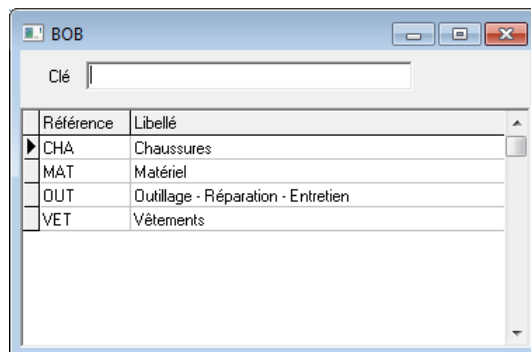 BOB
Clé
Référence Libellé
CHA Chaussures
MAT Matériel
OUT Outillage - Réparation - Entretien
VET Vêtements